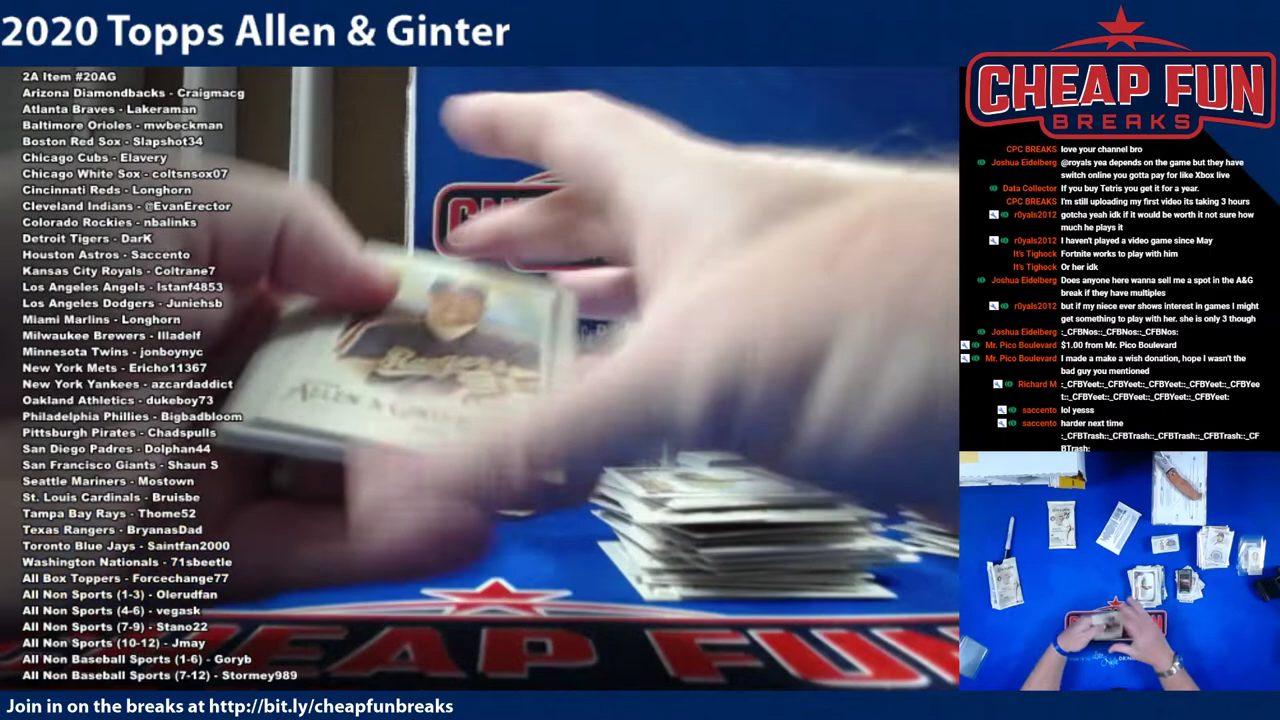 2020 Topps Allen & Ginter
2A Item #20AG
Arizona Diamondbacks - Craigmacg
Atlanta Braves - Lakeraman
Baltimore Orioles - mwbeckman
Boston Red Sox - Slapshot34
Chicago Cubs - Elavery
Chicago White Sox - coltsnsox07
Cincinnati Reds - Longhorn
Cleveland Indians - @EvanErector
Colorado Rockies - nbalinks
Detroit Tigers - DarK
Houston Astros - Saccento
Kansas City Royals - Coltrane7
Los Angeles Angels - lstanf4853
Los Angeles Dodgers - Juniehsb
Miami Marlins - Longhorn
Milwaukee Brewers - Illadelf
Minnesota Twins - jonboynyc
New York Mets - Ericho11367
New York Yankees - azcardaddict
Oakland Athletics - dukeboy73
Philadelphia Phillies - Bigbadbloom
Pittsburgh Pirates - Chadspulls
San Diego Padres - Dolphan44
San Francisco Giants - Shaun S
Seattle Mariners - Mostown
St. Louis Cardinals - Bruisbe
Tampa Bay Rays - Thome52
Texas Rangers - BryanasDad
Toronto Blue Jays - Saintfan2000
Washington Nationals - 71sbeetle
All Box Toppers - Forcechange77
All Non Sports (1-3) - Olerudfan
All Non Sports (4-6) - vegask
All Non Sports (7-9) - Stano22
All Non Sports (10-12) - Jmay
All Non Baseball Sports (1-6) - Goryb
All Non Baseball Sports (7-12) - Stormey989
ALLEN & GINTER
CHEAP FUN
Join in on the breaks at http://bit.ly/cheapfunbreaks
CHEAP FUN
BREAKS
CPC BREAKS love your channel bro
Joshua Eidelberg @royals yea depends on the game but they have
switch online you gotta pay for like Xbox live
Data Collector If you buy Tetris you get it for a year.
CPC BREAKS I'm still uploading my first video its taking 3 hours
r0yals2012 gotcha yeah idk if it would be worth it not sure how
much he plays it
r0yals2012 I haven't played a video game since May
It's Tighock Fortnite works to play with him
It's Tighock Or her idk
Joshua Eidelberg Does anyone here wanna sell me a spot in the A&G
break if they have multiples
r0yals2012 but if my niece ever shows interest in games I might
get something to play with her. she is only 3 though
Joshua Eidelberg :_CFBNos::_CFBNos::_CFBNos:
Mr. Pico Boulevard $1.00 from Mr. Pico Boulevard
Mr. Pico Boulevard I made a make a wish donation, hope I wasn't the
bad guy you mentioned
Richard M :_CFBYeet::_CFBYeet::_CFBYeet::_CFBYeet::_CFBYee
t::_CFBYeet::_CFBYeet::_CFBYeet::_CFBYeet:
saccento lol yesss
saccento harder next time
:_CFBTrash::_CFBTrash::_CFBTrash::_CFBTrash::_CF
BTrash: